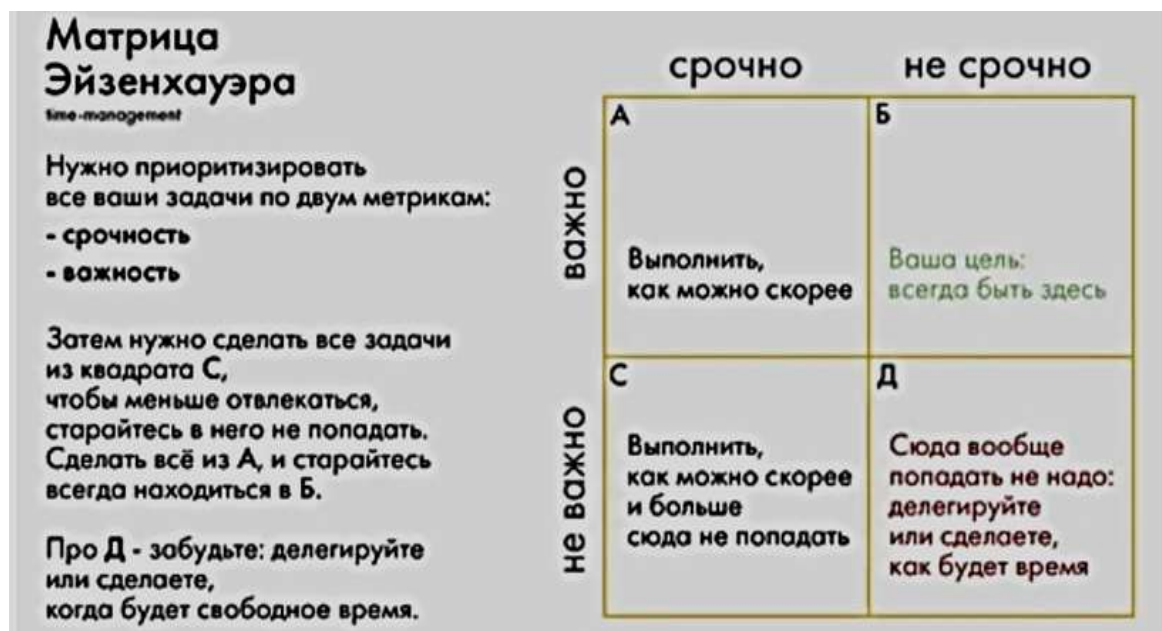 Матрица
Эйзенхауэра
time-management
Нужно приоритизировать
все ваши задачи по двум метрикам:
- срочность
- важность
Затем нужно сделать все задачи
из квадрата С,
чтобы меньше отвлекаться,
старайтесь в него не попадать.
Сделать всё из А, и старайтесь
всегда находиться в Б.
Про Д - забудьте: делегируйте
или сделаете,
когда будет свободное время.
срочно
не срочно
важно
А
Выполнить,
как можно скорее
Б
Ваша цель:
всегда быть здесь
не важно
С
Выполнить,
как можно скорее
и больше
сюда не попадать
Д
Сюда вообще
попадать не надо:
делегируйте
или сделаете,
как будет время